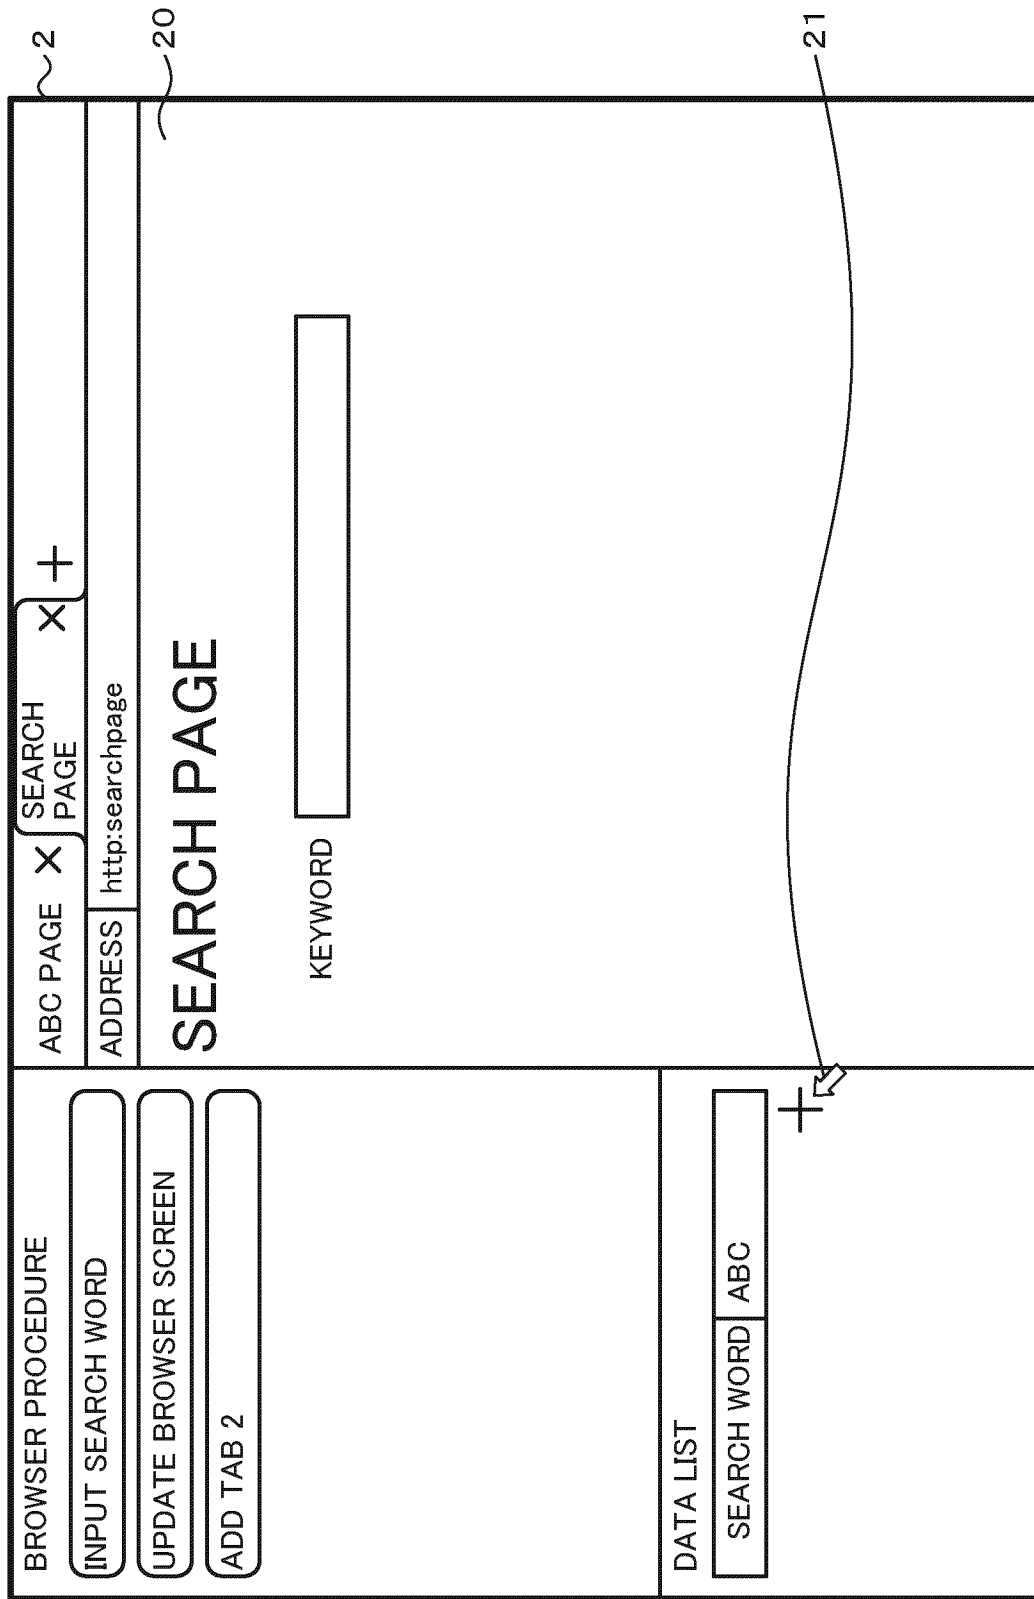 BROWSER PROCEDURE
INPUT SEARCH WORD
UPDATE BROWSER SCREEN
ADD TAB 2
DATA LIST
SEARCH WORD ABC
ABC PAGE
SEARCH
PAGE
ADDRESS http:searchpage
SEARCH PAGE
KEYWORD
2
20
21